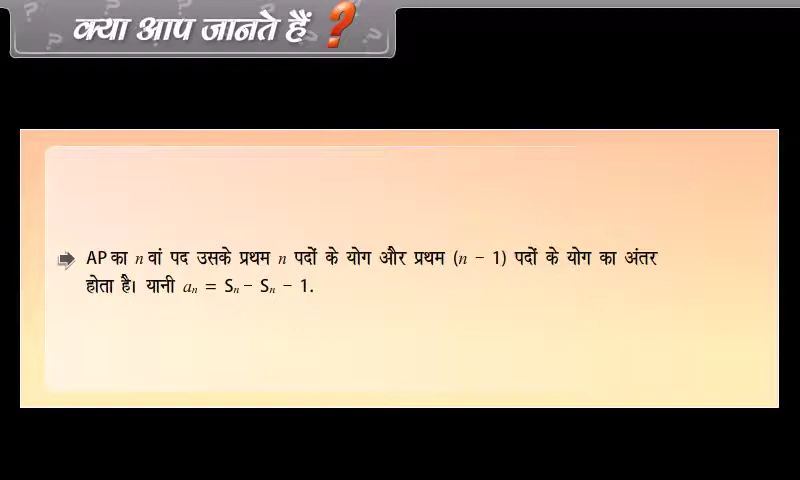 क्या आप जानते हैं ?
AP का n वां पद उसके प्रथम n पदों के योग और प्रथम (n − 1) पदों के योग का अंतर
होता है। यानी aₙ = Sₙ − Sₙ − 1.